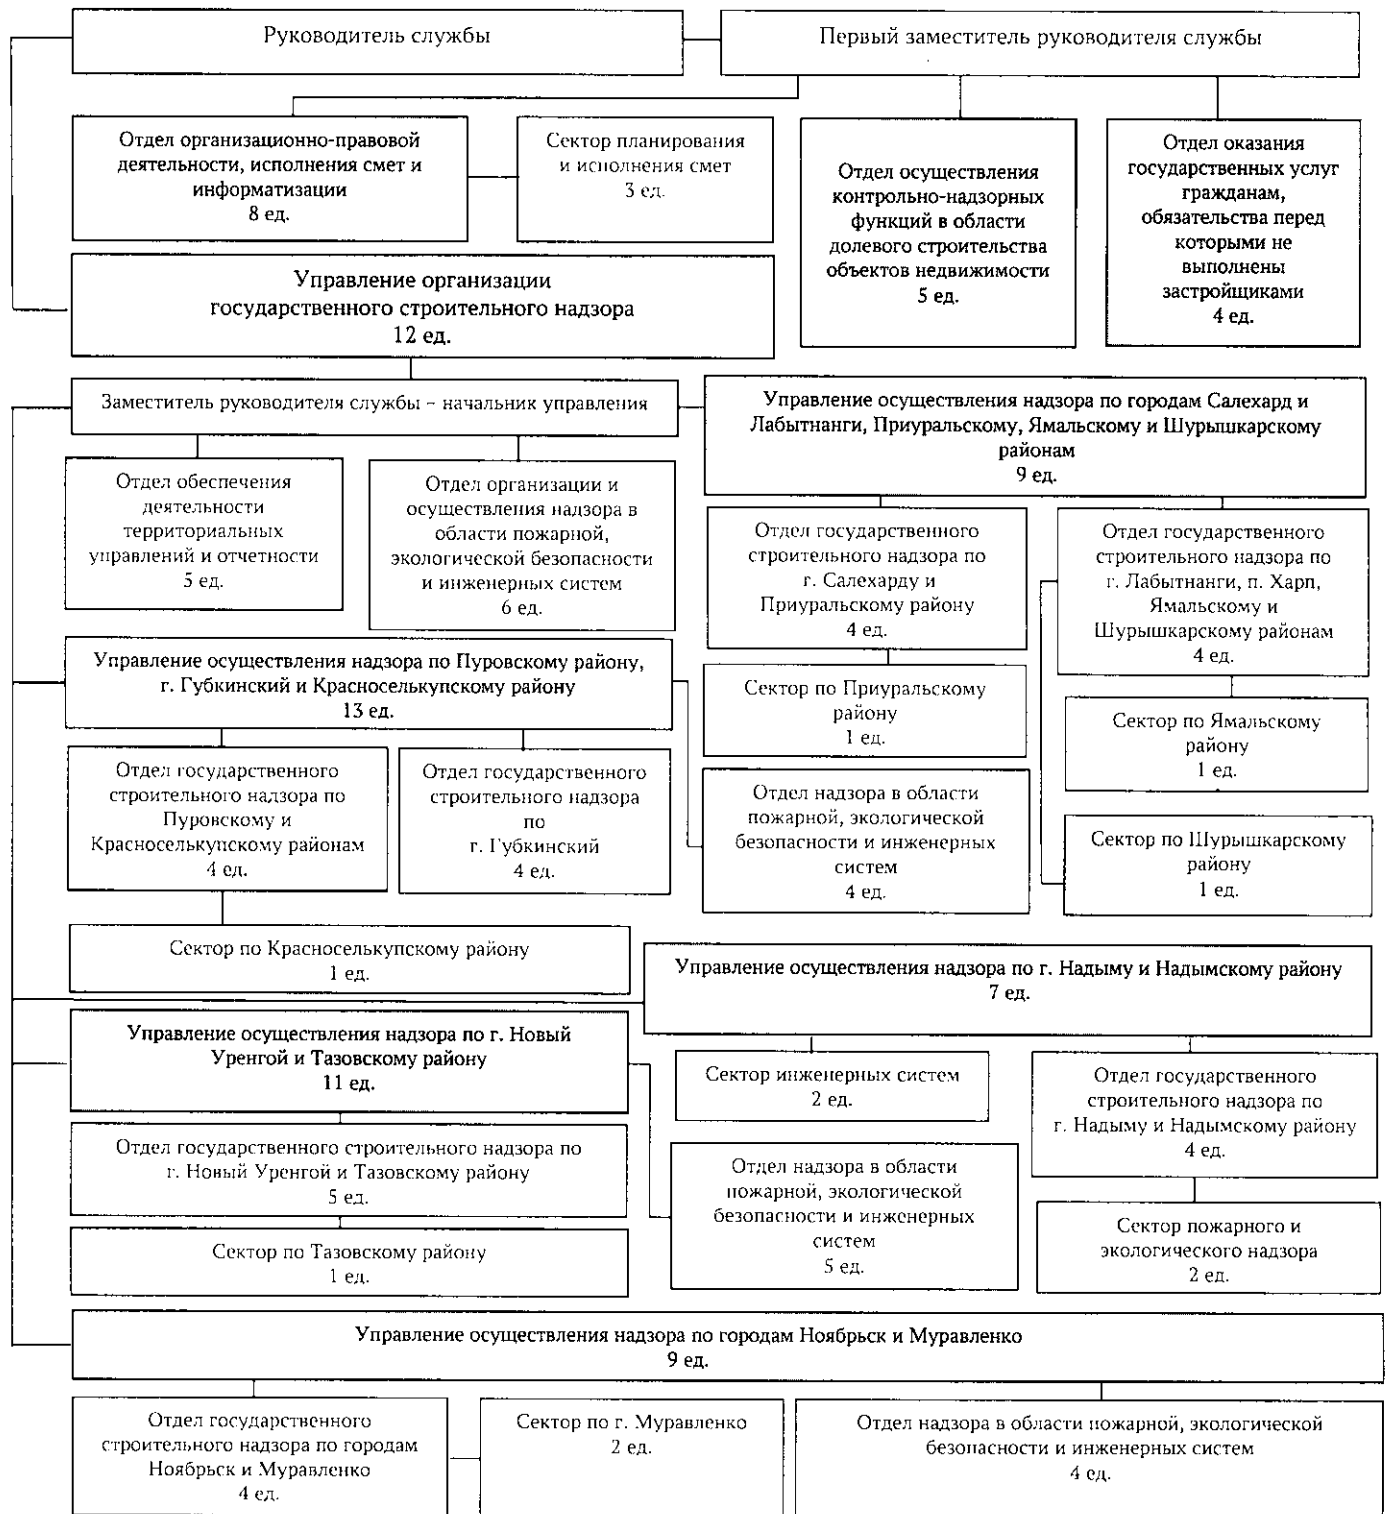 Руководитель службы
Первый заместитель руководителя службы
Отдел организационно-правовой
деятельности, исполнения смет и
информатизации
8 ед.
Сектор планирования
и исполнения смет
3 ед.
Отдел осуществления
контрольно-надзорных
функций в области
долевого строительства
объектов недвижимости
5 ед.
Отдел оказания
государственных услуг
гражданам,
обязательства перед
которыми не
выполнены
застройщиками
4 ед.
Управление организации
государственного строительного надзора
12 ед.
Заместитель руководителя службы – начальник управления
Управление осуществления надзора по городам Салехард и
Лабытнанги, Приуральскому, Ямальскому и Шурышкарскому
районам
9 ед.
Отдел обеспечения
деятельности
территориальных
управлений и отчетности
5 ед.
Отдел организации и
осуществления надзора в
области пожарной,
экологической безопасности
и инженерных систем
6 ед.
Отдел государственного
строительного надзора по
г. Салехарду и
Приуральскому району
4 ед.
Отдел государственного
строительного надзора по
г. Лабытнанги, п. Харп,
Ямальскому и
Шурышкарскому районам
4 ед.
Управление осуществления надзора по Пуровскому району,
г. Губкинский и Красноселькупскому району
13 ед.
Сектор по Приуральскому
району
1 ед.
Сектор по Ямальскому
району
1 ед.
Отдел государственного
строительного надзора по
Пуровскому и
Красноселькупскому районам
4 ед.
Отдел государственного
строительного надзора
по
г. Губкинский
4 ед.
Отдел надзора в области
пожарной, экологической
безопасности и инженерных
систем
4 ед.
Сектор по Шурышкарскому
району
1 ед.
Сектор по Красноселькупскому району
1 ед.
Управление осуществления надзора по г. Надыму и Надымскому району
7 ед.
Управление осуществления надзора по г. Новый
Уренгой и Тазовскому району
11 ед.
Сектор инженерных систем
2 ед.
Отдел государственного
строительного надзора по
г. Надыму и Надымскому району
4 ед.
Отдел государственного строительного надзора по
г. Новый Уренгой и Тазовскому району
5 ед.
Отдел надзора в области
пожарной, экологической
безопасности и инженерных
систем
5 ед.
Сектор пожарного и
экологического надзора
2 ед.
Сектор по Тазовскому району
1 ед.
Управление осуществления надзора по городам Ноябрьск и Муравленко
9 ед.
Отдел государственного
строительного надзора по городам
Ноябрьск и Муравленко
4 ед.
Сектор по г. Муравленко
2 ед.
Отдел надзора в области пожарной, экологической
безопасности и инженерных систем
4 ед.